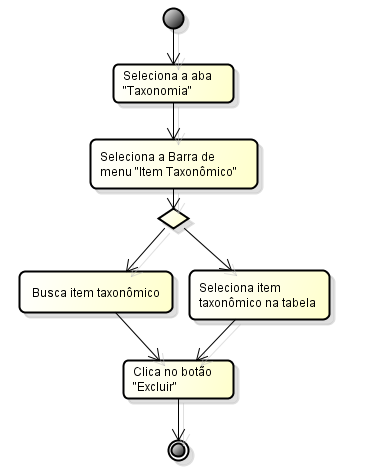 Seleciona a aba
"Taxonomia"
Seleciona a Barra de
menu "Item Taxonômico"
Busca item taxonômico
Seleciona item
taxonômico na tabela
Clica no botão
"Excluir"